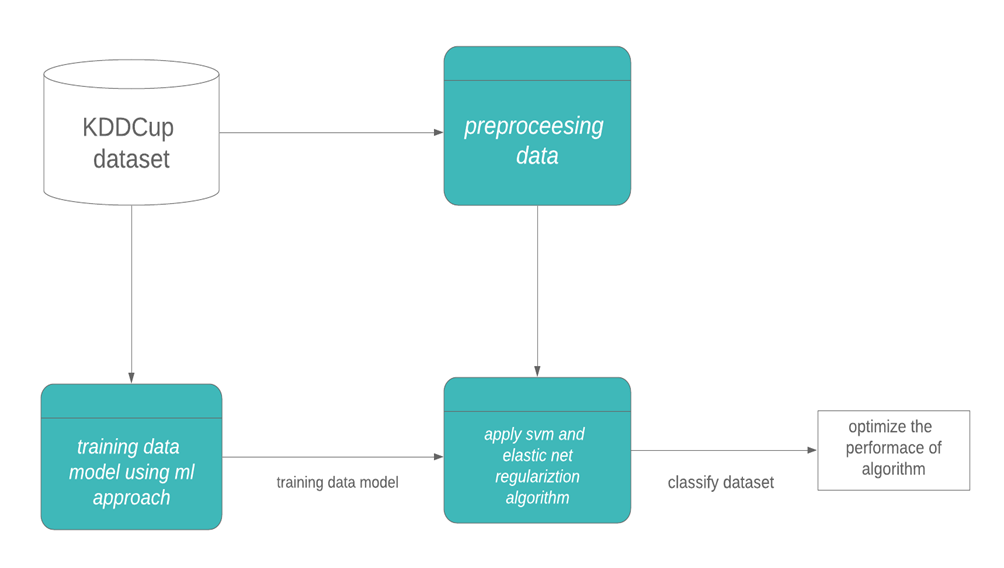 KDDCup
dataset
preproceesing
data
training data
model using ml
approach
training data model
apply svm and
elastic net
regulariztion
algorithm
classify dataset
optimize the
performace of
algorithm